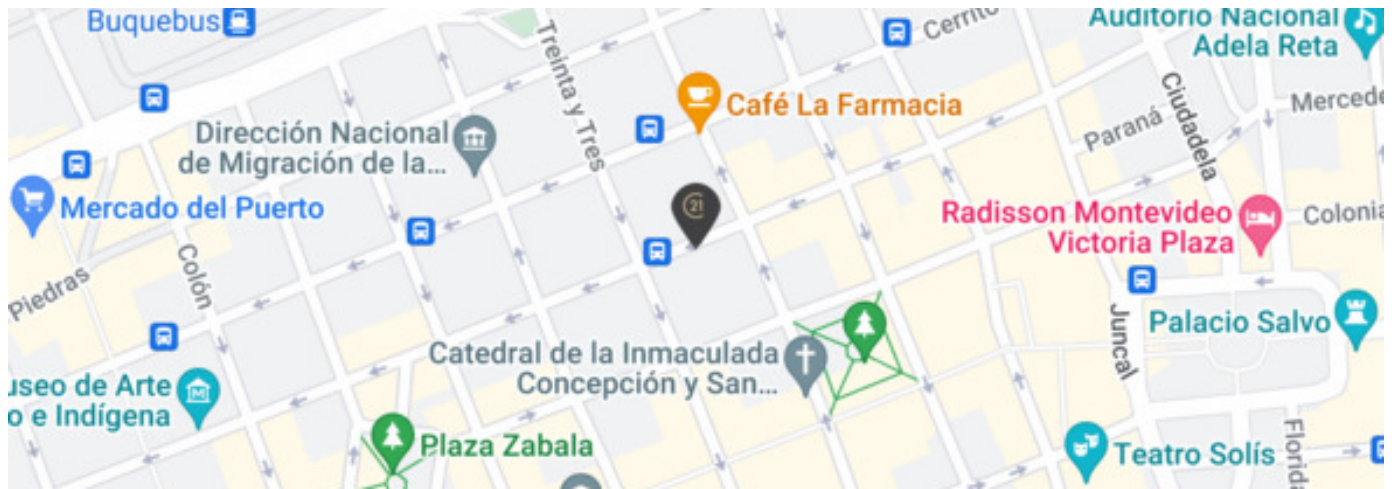 Buquebus
Treinta y Tres
Cerrito
Auditorio Nacional
Adela Reta
Café La Farmacia
Ciudadela
Paraná
Mercede
Dirección Nacional
de Migración de la...
Mercado del Puerto
21
Radisson Montevideo
Victoria Plaza
Colonia
Piedras
Colón
Juncal
Palacio Salvo
Catedral de la Inmaculada
Concepción y San...
useo de Arte
o e Indígena
M
Plaza Zabala
Teatro Solís
Florida